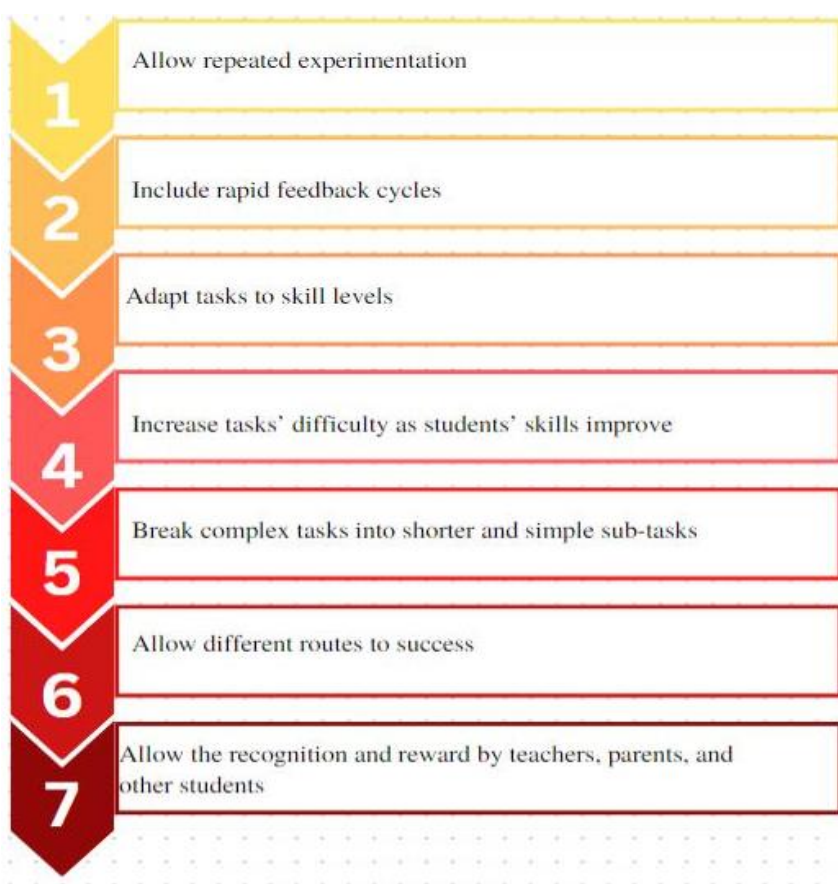 1
Allow repeated experimentation
2
Include rapid feedback cycles
3
Adapt tasks to skill levels
4
Increase tasks' difficulty as students' skills improve
5
Break complex tasks into shorter and simple sub-tasks
6
Allow different routes to success
7
Allow the recognition and reward by teachers, parents, and
other students